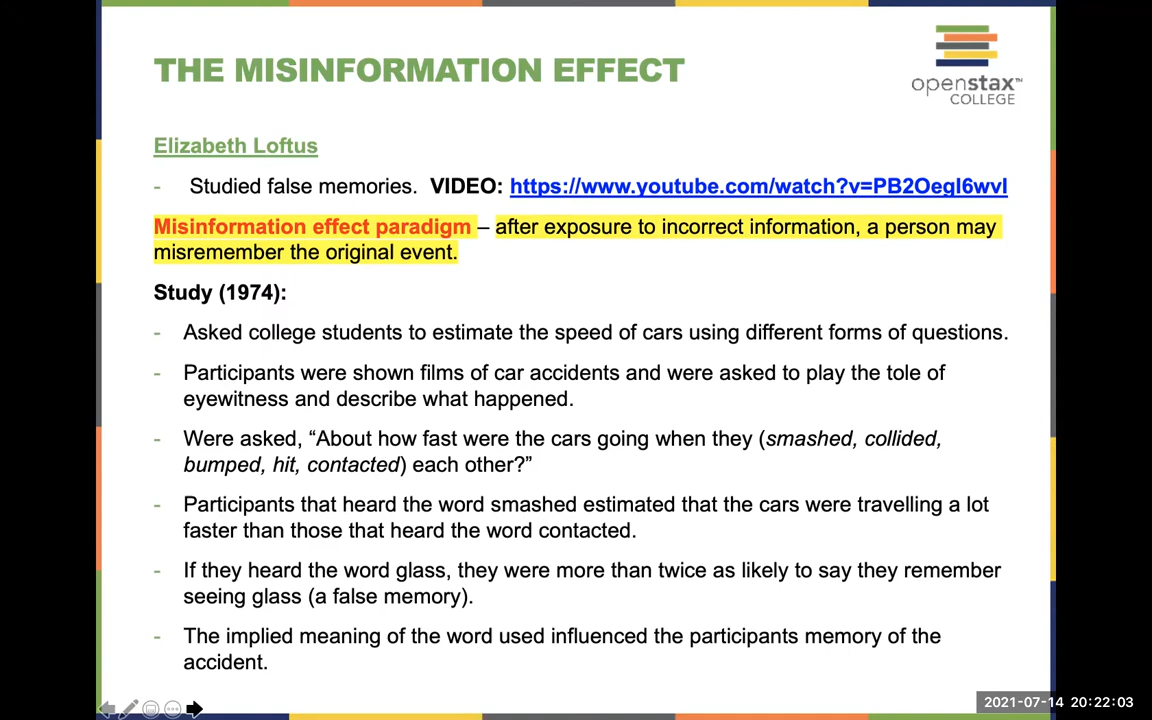 THE MISINFORMATION EFFECT
openstax™
COLLEGE
Elizabeth Loftus
- Studied false memories. VIDEO: https://www.youtube.com/watch?v=PB2OegI6wvI
Misinformation effect paradigm – after exposure to incorrect information, a person may
misremember the original event.
Study (1974):
- Asked college students to estimate the speed of cars using different forms of questions.
- Participants were shown films of car accidents and were asked to play the tole of
eyewitness and describe what happened.
- Were asked, “About how fast were the cars going when they (smashed, collided,
bumped, hit, contacted) each other?”
- Participants that heard the word smashed estimated that the cars were travelling a lot
faster than those that heard the word contacted.
- If they heard the word glass, they were more than twice as likely to say they remember
seeing glass (a false memory).
- The implied meaning of the word used influenced the participants memory of the
accident.
2021-07-14 20:22:03